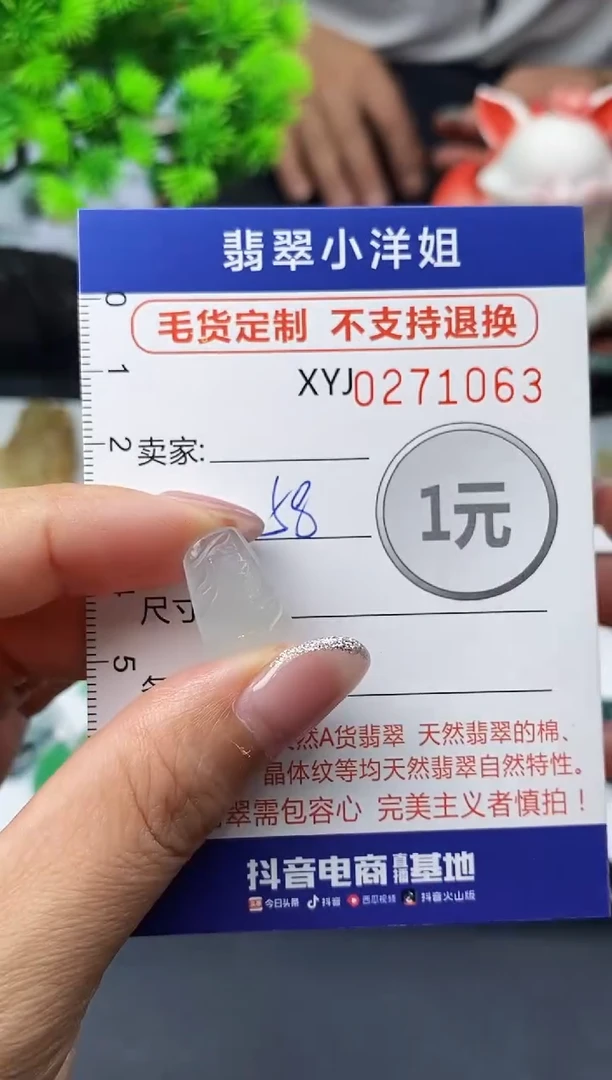 翡翠小洋姐
0
毛货定制 不支持退换
1
XYJ0271063
2
卖家:
58
1元
尺寸
5
然A货翡翠 天然翡翠的棉、
晶体纹等均天然翡翠自然特性。
翠需包容心 完美主义者慎拍！
抖音电商直播基地
今日头条 抖音 西瓜视频 抖音火山版